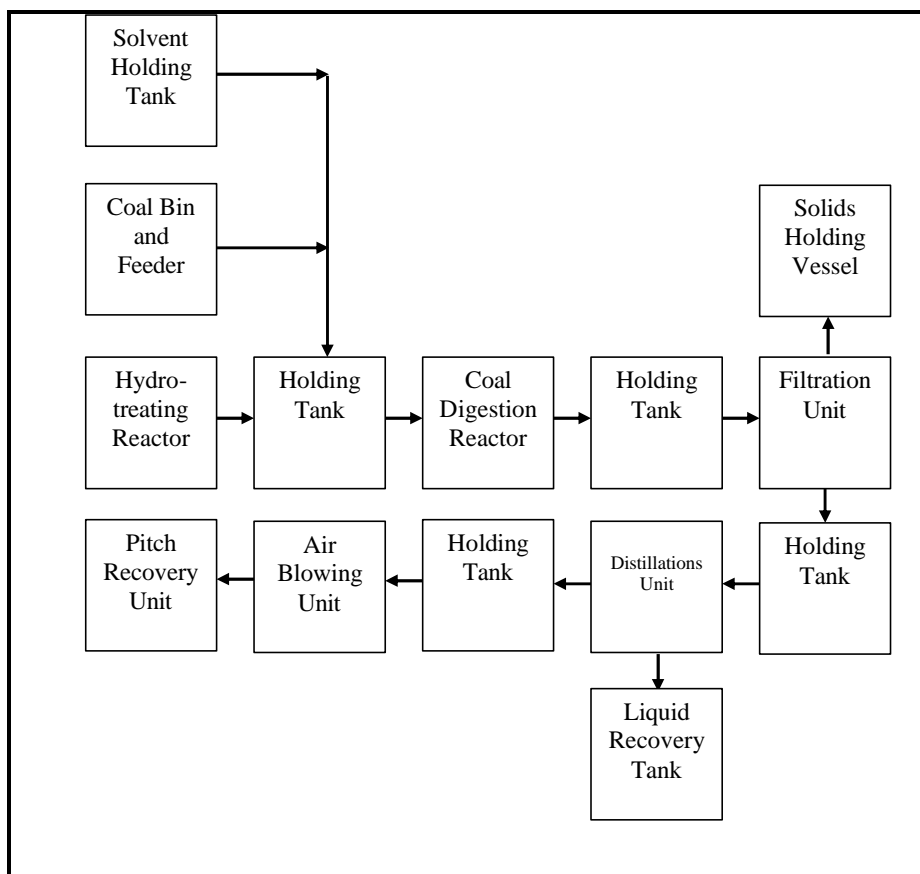 Solvent
Holding
Tank
Coal Bin
and
Feeder
Solids
Holding
Vessel
Hydro-
treating
Reactor
Holding
Tank
Coal
Digestion
Reactor
Holding
Tank
Filtration
Unit
Pitch
Recovery
Unit
Air
Blowing
Unit
Holding
Tank
Distillations
Unit
Holding
Tank
Liquid
Recovery
Tank